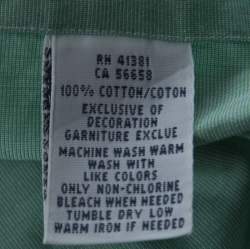 RN 41381
CA 56658
100% COTTON/COTON
EXCLUSIVE OF
DECORATION
GARNITURE EXCLUE
MACHINE WASH WARM
WASH WITH
LIKE COLORS
ONLY NON-CHLORINE
BLEACH WHEN NEEDED
TUMBLE DRY LOW
WARM IRON IF NEEDED